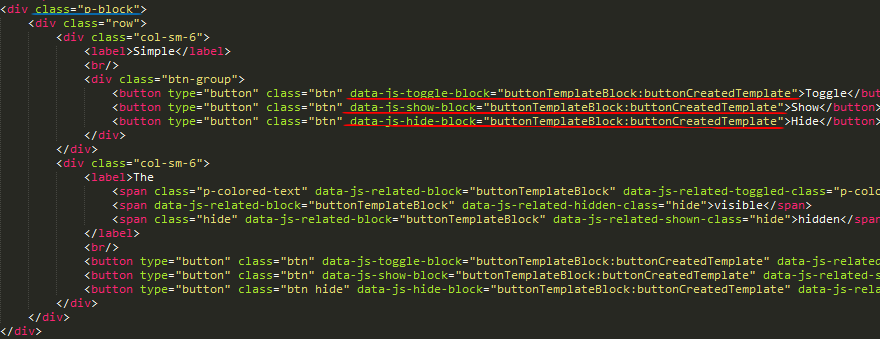 <div class="p-block">
<div class="row">
<div class="col-sm-6">
<label>Simple</label>
<br/>
<div class="btn-group">
<button type="button" class="btn" data-js-toggle-block="buttonTemplateBlock:buttonCreatedTemplate">Toggle</but
<button type="button" class="btn" data-js-show-block="buttonTemplateBlock:buttonCreatedTemplate">Show</button>
<button type="button" class="btn" data-js-hide-block="buttonTemplateBlock:buttonCreatedTemplate">Hide</button>
</div>
</div>
<div class="col-sm-6">
<label>The
<span class="p-colored-text" data-js-related-block="buttonTemplateBlock" data-js-related-toggled-class="p-colo
<span data-js-related-block="buttonTemplateBlock" data-js-related-hidden-class="hide">visible</span>
<span class="hide" data-js-related-block="buttonTemplateBlock" data-js-related-shown-class="hide">hidden</span
</label>
<br/>
<button type="button" class="btn" data-js-toggle-block="buttonTemplateBlock:buttonCreatedTemplate" data-js-related
<button type="button" class="btn" data-js-show-block="buttonTemplateBlock:buttonCreatedTemplate" data-js-related-s
<button type="button" class="btn hide" data-js-hide-block="buttonTemplateBlock:buttonCreatedTemplate" data-js-rela
</div>
</div>
</div>